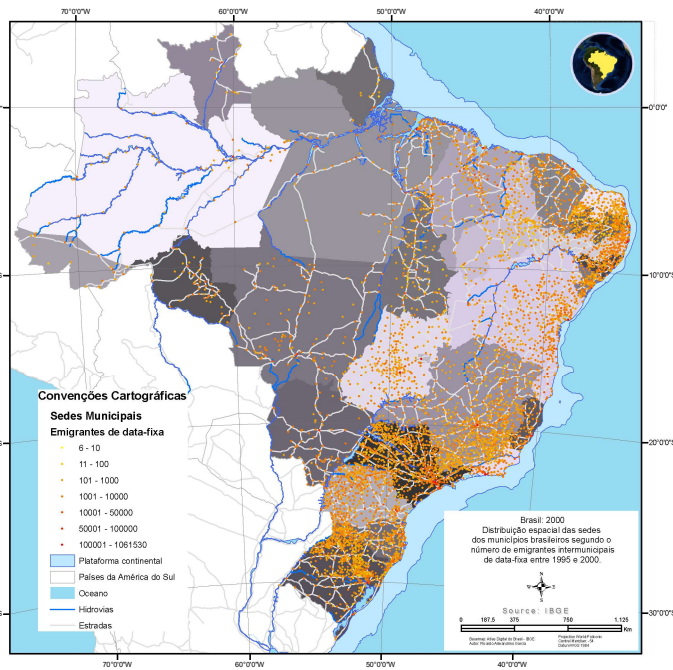 70°0'0"W 60°0'0"W 50°0'0"W 40°0'0"W
0°0'0"
10°0'0"S
20°0'0"S
30°0'0"S
Convenções Cartográficas
Sedes Municipais
Emigrantes de data-fixa
6 - 10
11 - 100
101 - 1000
1001 - 10000
10001 - 50000
50001 - 100000
100001 - 1061530
Plataforma continental
Países da América do Sul
Oceano
Hidrovias
Estradas
Brasil: 2000
Distribuição espacial das sedes
dos municípios brasileiros segundo o
número de emigrantes intermunicipais
de data-fixa entre 1995 e 2000.
N
W E
S
Source: IBGE
0 187,5 375 750 1.125
Km
70°0'0"W 60°0'0"W 50°0'0"W 40°0'0"W